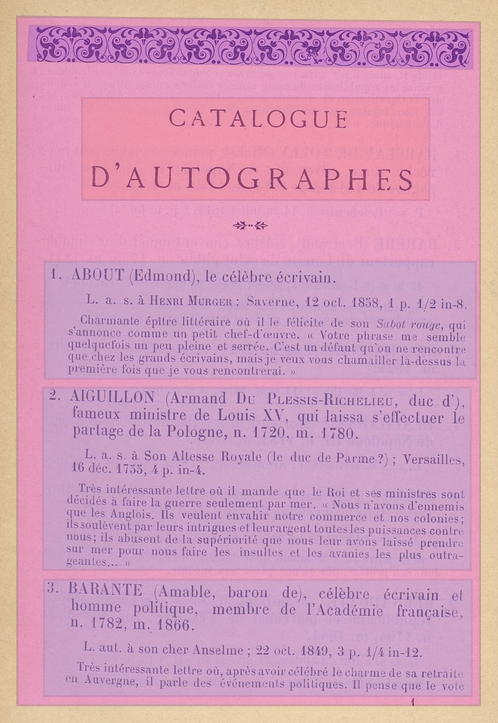 CATALOGUE
D'AUTOGRAPHES
1. ABOUT (Edmond), le célèbre écrivain.
L. a. s. à HENRI MURGER ; Saverne, 12 oct. 1858, 1 p. 1/2 in-8.
Charmante épître littéraire où il le félicite de son Sabot rouge, qui
s'annonce comme un petit chef-d'œuvre. « Votre phrase me semble
quelquefois un peu pleine et serrée. C'est un défaut qu'on ne rencontre
que chez les grands écrivains, mais je veux vous chamailler là-dessus la
première fois que je vous rencontrerai. »
2. AIGUILLON (Armand DU PLESSIS-RICHELIEU, duc d'),
fameux ministre de Louis XV, qui laissa s'effectuer le
partage de la Pologne, n. 1720, m. 1780.
L. a. s. à Son Altesse Royale (le duc de Parme?) ; Versailles,
16 déc. 1755, 4 p. in-4.
Très intéressante lettre où il mande que le Roi et ses ministres sont
décidés à faire la guerre seulement par mer. « Nous n'avons d'ennemis
que les Anglois. Ils veulent envahir notre commerce et nos colonies ;
ils soulèvent par leurs intrigues et leur argent toutes les puissances contre
nous ; ils abusent de la supériorité que nous leur avons laissé prendre
sur mer pour nous faire les insultes et les avanies les plus outra-
geantes... »
3. BARANTE (Amable, baron de), célèbre écrivain et
homme politique, membre de l'Académie française,
n. 1782, m. 1866.
L. aut. à son cher Anselme ; 22 oct. 1849, 3 p. 1/4 in-12.
Très intéressante lettre où, après avoir célébré le charme de sa retraite
en Auvergne, il parle des événements politiques. Il pense que le vote
1